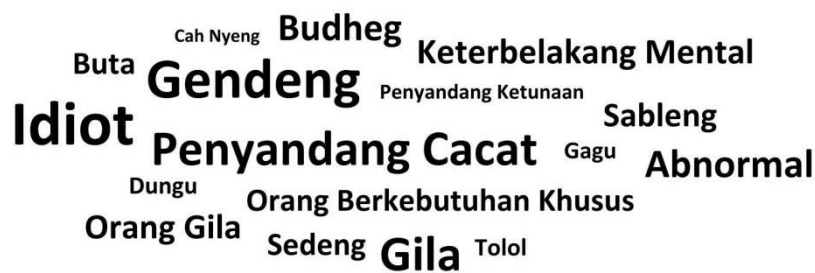 Cah Nyeng
Budheg
Buta
Keterbelakang Mental
Gendeng
Penyandang Ketunaan
Idiot
Sableng
Penyandang Cacat
Gagu
Abnormal
Dungu
Orang Berkebutuhan Khusus
Orang Gila
Sedeng
Gila
Tolol